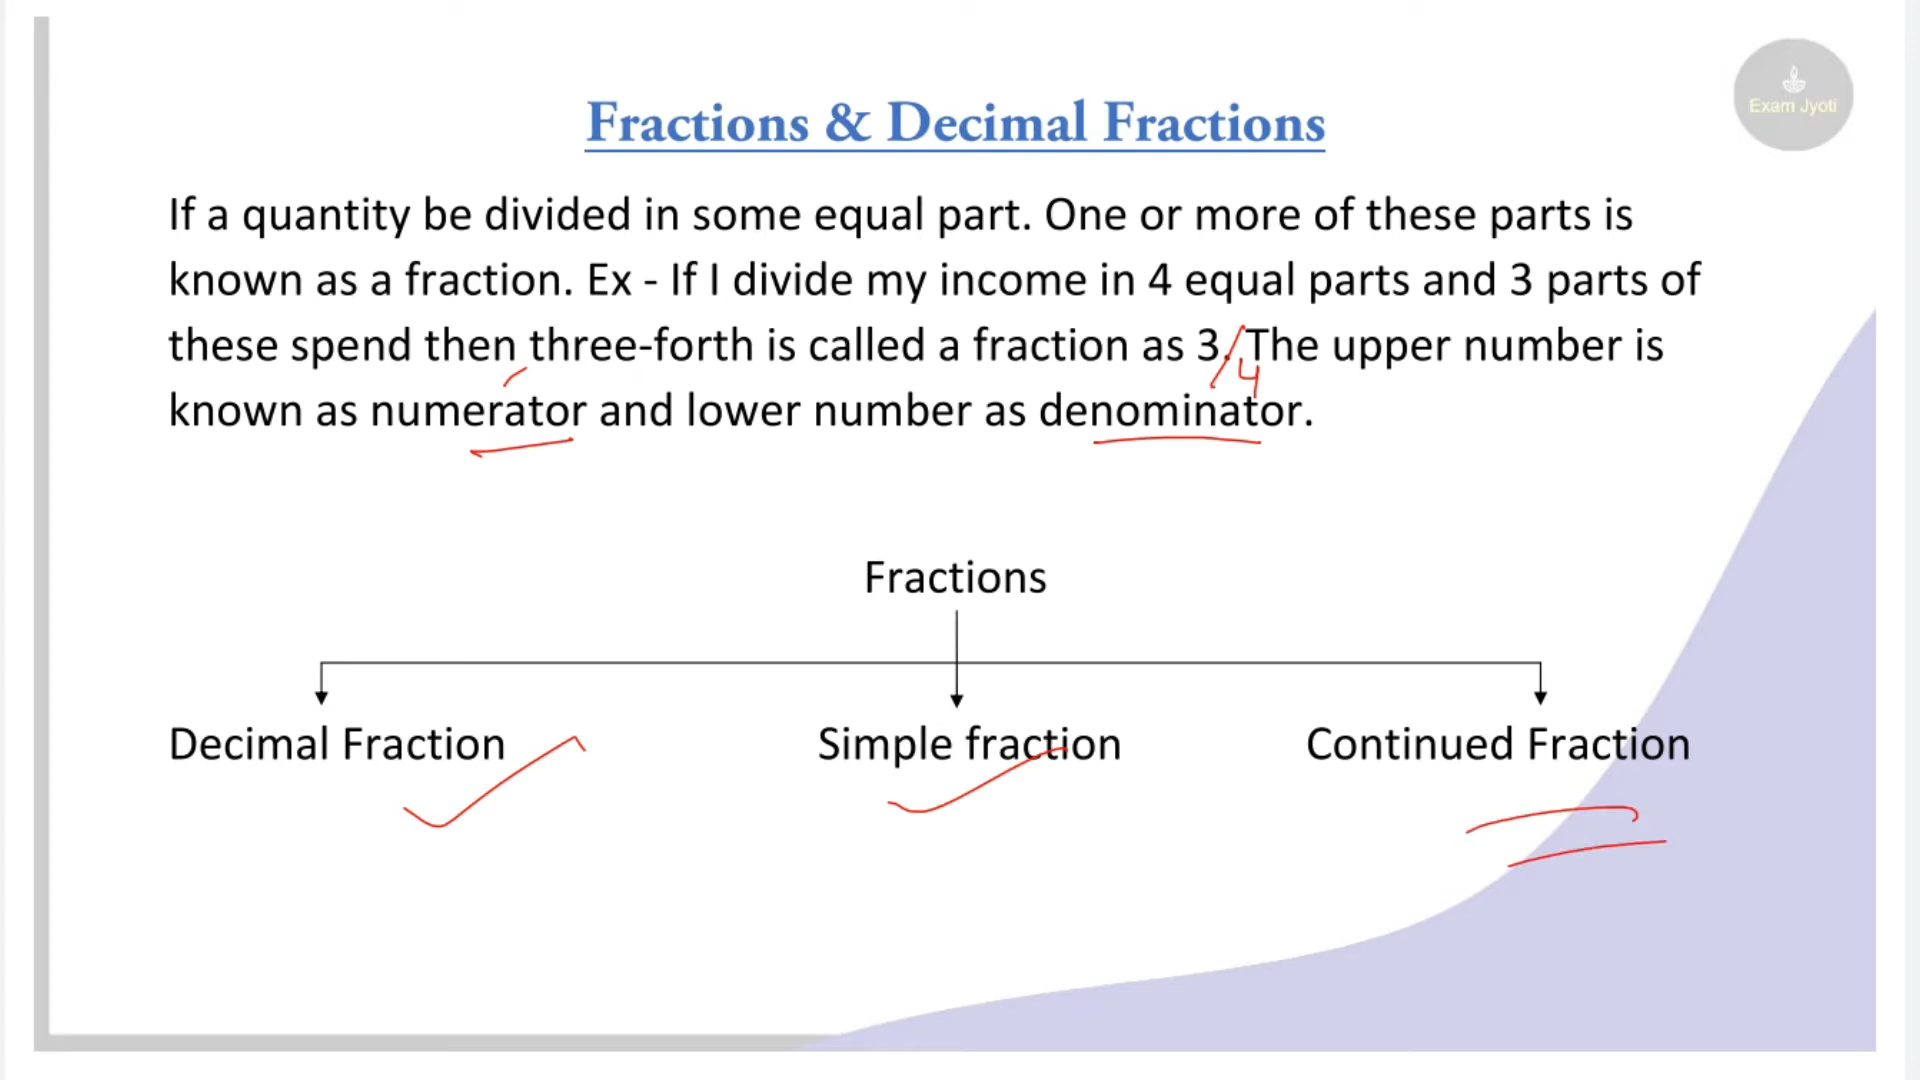 Exam Jyoti
Fractions & Decimal Fractions
If a quantity be divided in some equal part. One or more of these parts is
known as a fraction. Ex - If I divide my income in 4 equal parts and 3 parts of
these spend then three-forth is called a fraction as 3./4 The upper number is
known as numerator and lower number as denominator.
Fractions
Decimal Fraction Simple fraction Continued Fraction